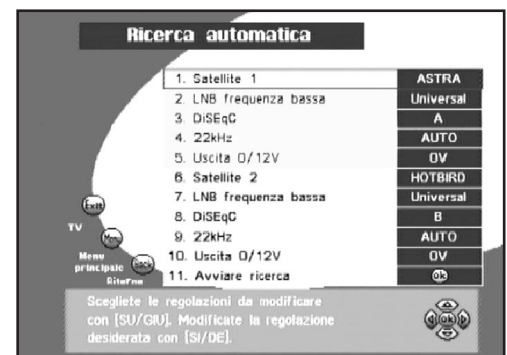 Ricerca automatica
1. Satellite 1 ASTRA
2. LNB frequenza bassa Universal
3. DiSEqC A
4. 22kHz AUTO
5. Uscita 0/12V 0V
6. Satellite 2 HOTBIRD
7. LNB frequenza bassa Universal
8. DiSEqC B
9. 22kHz AUTO
10. Uscita 0/12V 0V
11. Avviare ricerca ok
Exit
TV
Menu
Menu
principale
Back
Ritorno
Scegliete le regolazioni da modificare
con [SU/GIU]. Modificate la regolazione
desiderata con [SI/DE].
ok